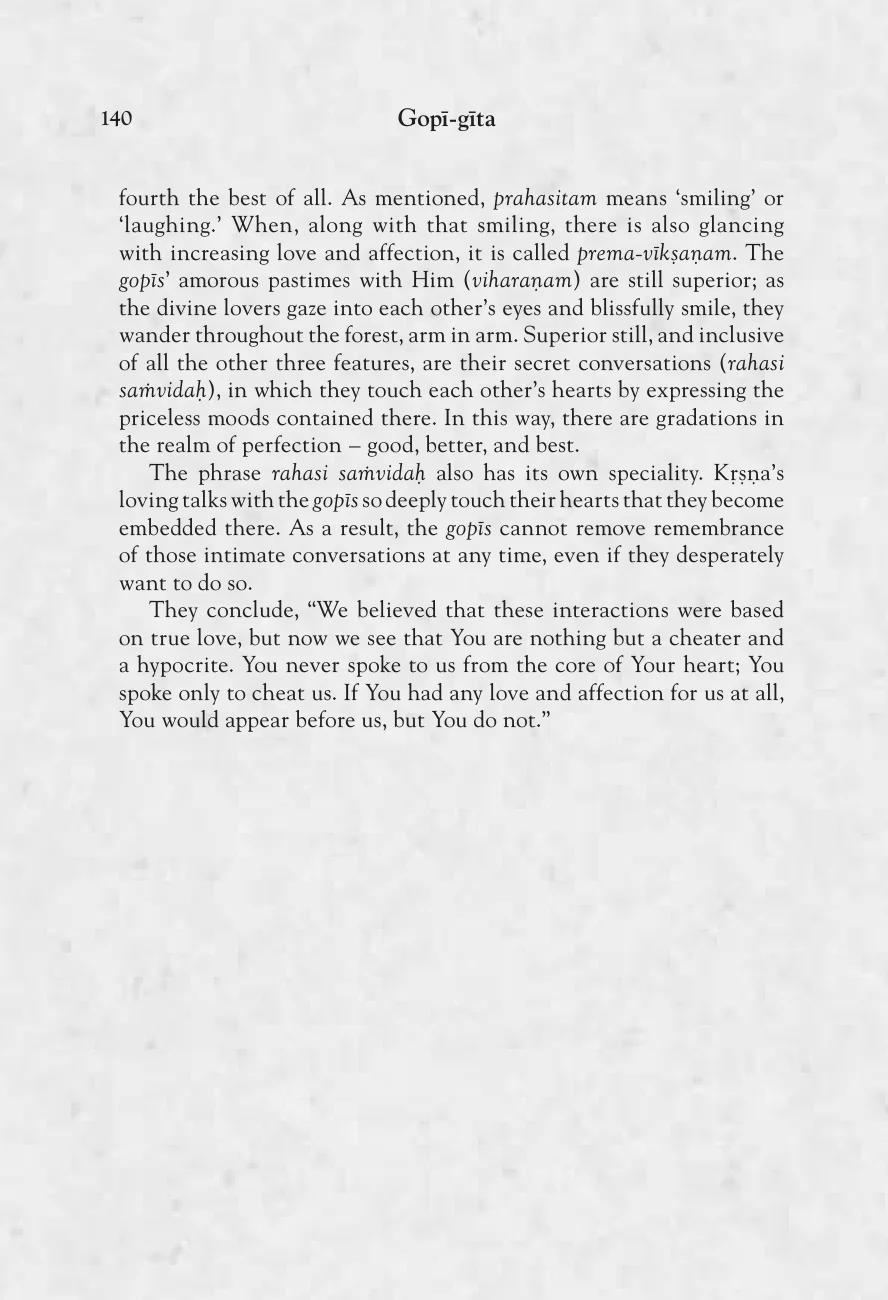 140
Gopī-gīta
fourth the best of all. As mentioned, prahasitam means ‘smiling’ or
‘laughing.’ When, along with that smiling, there is also glancing
with increasing love and affection, it is called prema-vīkṣaṇam. The
gopīs’ amorous pastimes with Him (viharaṇam) are still superior; as
the divine lovers gaze into each other’s eyes and blissfully smile, they
wander throughout the forest, arm in arm. Superior still, and inclusive
of all the other three features, are their secret conversations (rahasi
saṁvidaḥ), in which they touch each other’s hearts by expressing the
priceless moods contained there. In this way, there are gradations in
the realm of perfection – good, better, and best.
The phrase rahasi saṁvidaḥ also has its own speciality. Kṛṣṇa’s
loving talks with the gopīs so deeply touch their hearts that they become
embedded there. As a result, the gopīs cannot remove remembrance
of those intimate conversations at any time, even if they desperately
want to do so.
They conclude, “We believed that these interactions were based
on true love, but now we see that You are nothing but a cheater and
a hypocrite. You never spoke to us from the core of Your heart; You
spoke only to cheat us. If You had any love and affection for us at all,
You would appear before us, but You do not.”